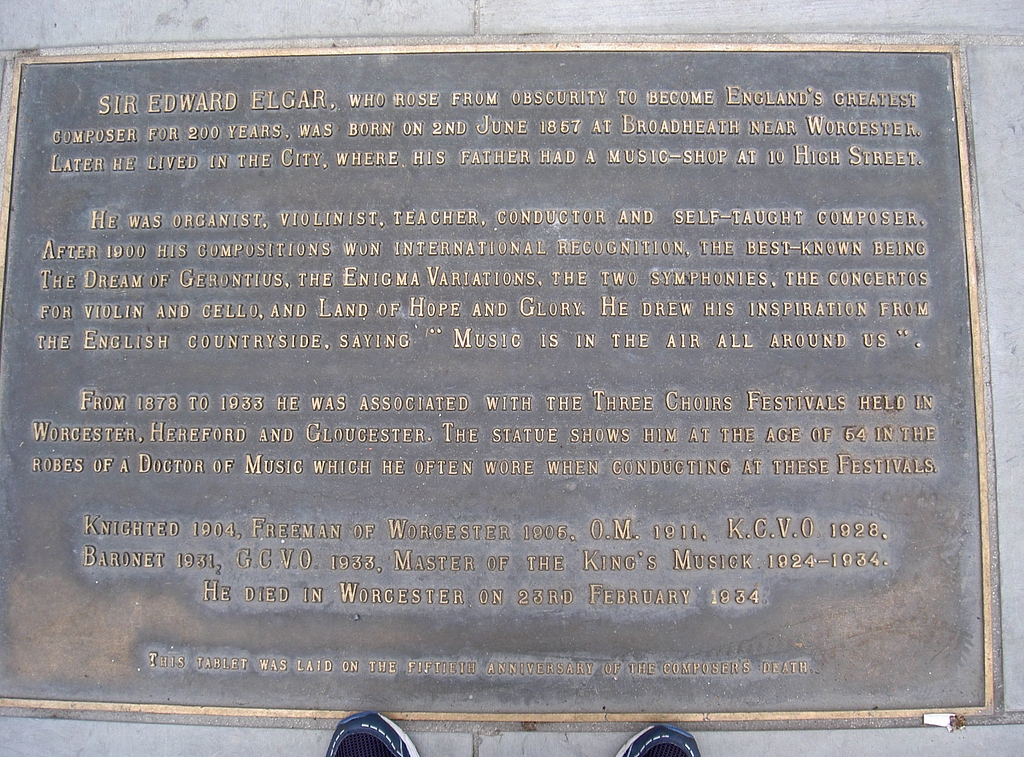 SIR EDWARD ELGAR, WHO ROSE FROM OBSCURITY TO BECOME ENGLAND'S GREATEST
COMPOSER FOR 200 YEARS, WAS BORN ON 2ND JUNE 1857 AT BROADHEATH NEAR WORCESTER.
LATER HE LIVED IN THE CITY, WHERE, HIS FATHER HAD A MUSIC-SHOP AT 10 HIGH STREET.
HE WAS ORGANIST, VIOLINIST, TEACHER, CONDUCTOR AND SELF-TAUGHT COMPOSER.
AFTER 1900 HIS COMPOSITIONS WON INTERNATIONAL RECOGNITION, THE BEST-KNOWN BEING
THE DREAM OF GERONTIUS, THE ENIGMA VARIATIONS, THE TWO SYMPHONIES, THE CONCERTOS
FOR VIOLIN AND CELLO, AND LAND OF HOPE AND GLORY. HE DREW HIS INSPIRATION FROM
THE ENGLISH COUNTRYSIDE, SAYING “ MUSIC IS IN THE AIR ALL AROUND US “.
FROM 1878 TO 1933 HE WAS ASSOCIATED WITH THE THREE CHOIRS FESTIVALS HELD IN
WORCESTER, HEREFORD AND GLOUCESTER. THE STATUE SHOWS HIM AT THE AGE OF 54 IN THE
ROBES OF A DOCTOR OF MUSIC WHICH HE OFTEN WORE WHEN CONDUCTING AT THESE FESTIVALS.
KNIGHTED 1904, FREEMAN OF WORCESTER 1905, O.M. 1911, K.C.V.O 1928,
BARONET 1931, G.C.V.O. 1933, MASTER OF THE KING'S MUSICK 1924-1934.
HE DIED IN WORCESTER ON 23RD FEBRUARY 1934
THIS TABLET WAS LAID ON THE FIFTIETH ANNIVERSARY OF THE COMPOSER'S DEATH.